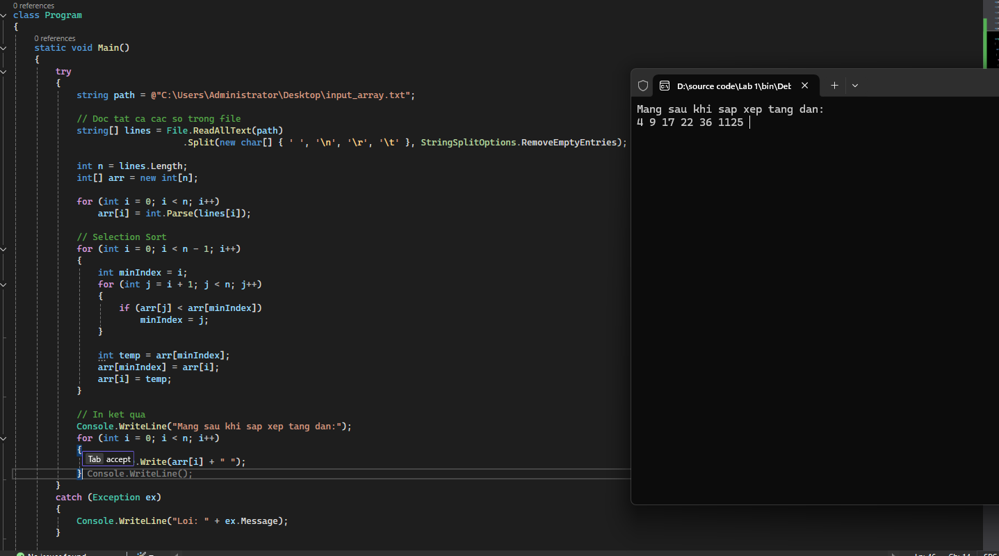 0 references
class Program
{
0 references
static void Main()
{
try
{
string path = @"C:\Users\Administrator\Desktop\input_array.txt";
// Doc tat ca cac so trong file
string[] lines = File.ReadAllText(path)
.Split(new char[] { ' ', '\n', '\r', '\t' }, StringSplitOptions.RemoveEmptyEntries);
int n = lines.Length;
int[] arr = new int[n];
for (int i = 0; i < n; i++)
arr[i] = int.Parse(lines[i]);
// Selection Sort
for (int i = 0; i < n - 1; i++)
{
int minIndex = i;
for (int j = i + 1; j < n; j++)
{
if (arr[j] < arr[minIndex])
minIndex = j;
}
int temp = arr[minIndex];
arr[minIndex] = arr[i];
arr[i] = temp;
}
// In ket qua
Console.WriteLine("Mang sau khi sap xep tang dan:");
for (int i = 0; i < n; i++)
{
Tab accept
.Write(arr[i] + " ");
} Console.WriteLine();
}
catch (Exception ex)
{
Console.WriteLine("Loi: " + ex.Message);
}
D:\source code\Lab 1\bin\Det
Mang sau khi sap xep tang dan:
4 9 17 22 36 1125